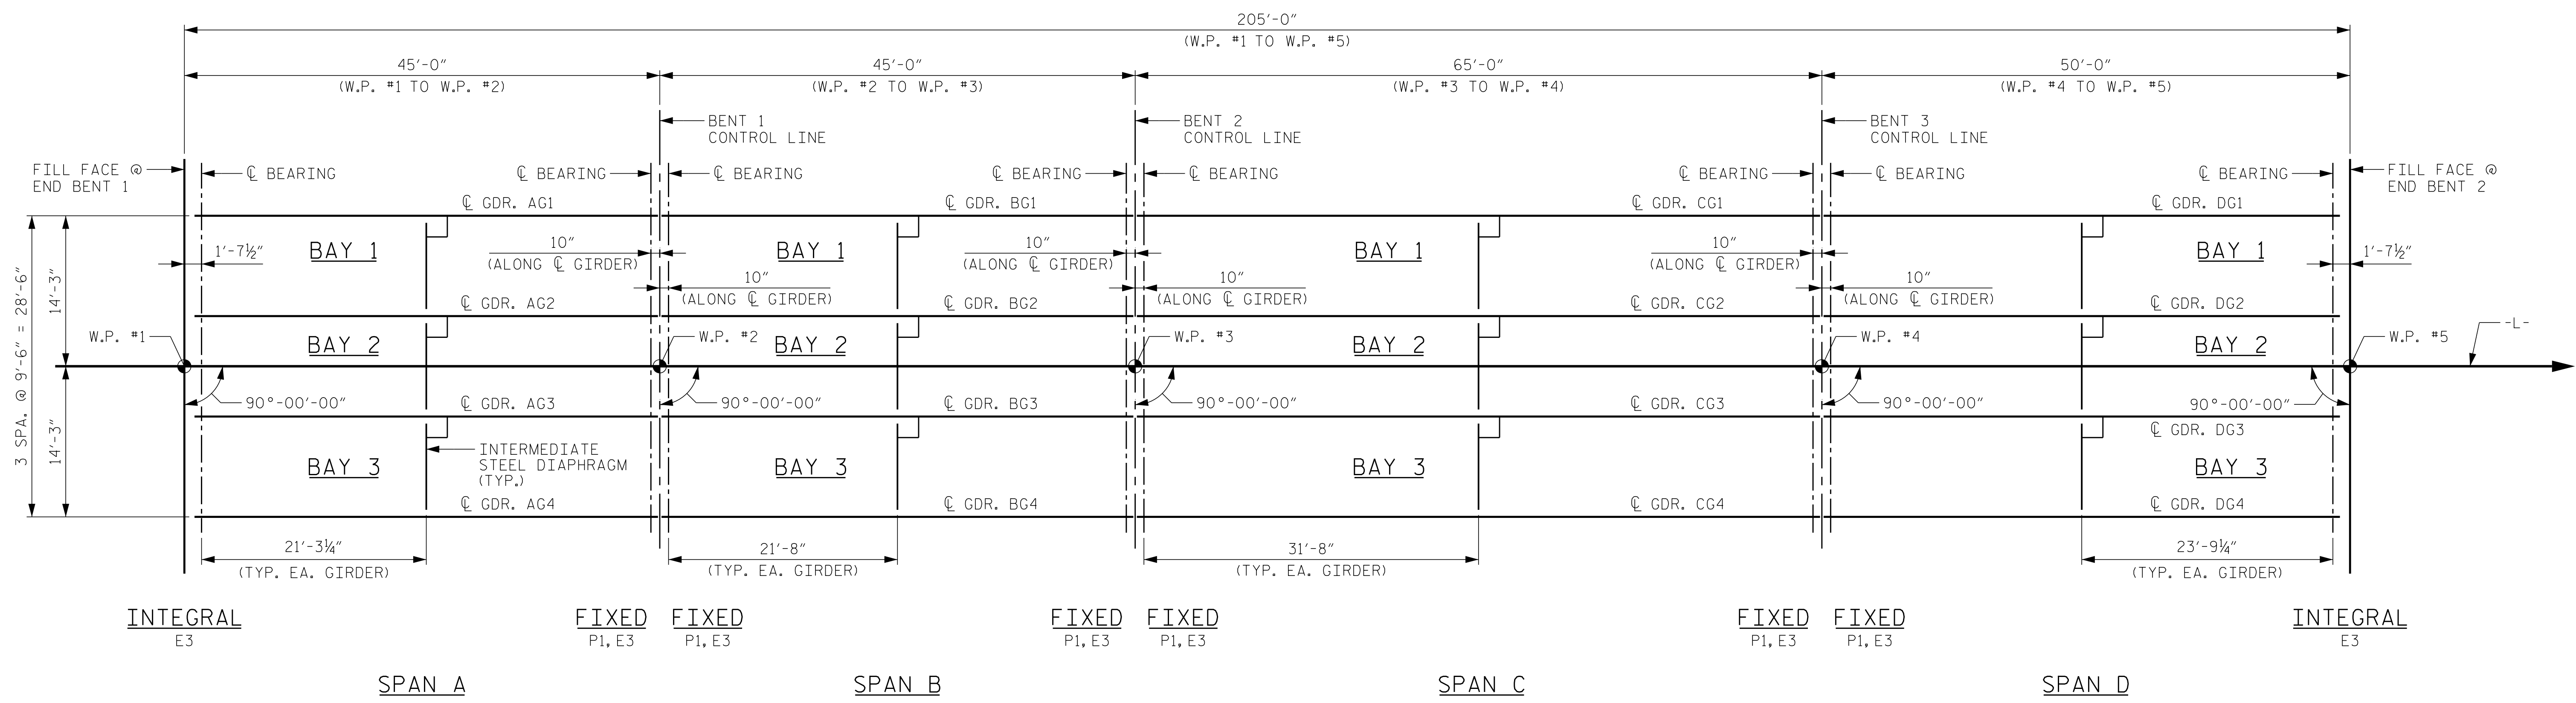 205'-0"
(W.P. #1 TO W.P. #5)
45'-0"
(W.P. #1 TO W.P. #2)
45'-0"
(W.P. #2 TO W.P. #3)
65'-0"
(W.P. #3 TO W.P. #4)
50'-0"
(W.P. #4 TO W.P. #5)
BENT 1
CONTROL LINE
BENT 2
CONTROL LINE
BENT 3
CONTROL LINE
FILL FACE @
END BENT 1
℄ BEARING
℄ BEARING
℄ BEARING
℄ BEARING
℄ BEARING
℄ BEARING
℄ BEARING
℄ BEARING
FILL FACE @
END BENT 2
℄ GDR. AG1
℄ GDR. BG1
℄ GDR. CG1
℄ GDR. DG1
3 SPA. @ 9'-6" = 28'-6"
14'-3"
14'-3"
1'-7½"
BAY 1
10"
(ALONG ℄ GIRDER)
10"
(ALONG ℄ GIRDER)
BAY 1
10"
(ALONG ℄ GIRDER)
10"
(ALONG ℄ GIRDER)
BAY 1
10"
(ALONG ℄ GIRDER)
10"
(ALONG ℄ GIRDER)
BAY 1
1'-7½"
℄ GDR. AG2
℄ GDR. BG2
℄ GDR. CG2
℄ GDR. DG2
W.P. #1
BAY 2
W.P. #2
BAY 2
W.P. #3
BAY 2
W.P. #4
BAY 2
W.P. #5
-L-
90°-00'-00"
90°-00'-00"
90°-00'-00"
90°-00'-00"
90°-00'-00"
℄ GDR. AG3
℄ GDR. BG3
℄ GDR. CG3
℄ GDR. DG3
BAY 3
INTERMEDIATE
STEEL DIAPHRAGM
(TYP.)
BAY 3
BAY 3
BAY 3
℄ GDR. AG4
℄ GDR. BG4
℄ GDR. CG4
℄ GDR. DG4
21'-3¼"
(TYP. EA. GIRDER)
21'-8"
(TYP. EA. GIRDER)
31'-8"
(TYP. EA. GIRDER)
23'-9¼"
(TYP. EA. GIRDER)
INTEGRAL
E3
FIXED
P1, E3
FIXED
P1, E3
FIXED
P1, E3
FIXED
P1, E3
FIXED
P1, E3
FIXED
P1, E3
INTEGRAL
E3
SPAN A
SPAN B
SPAN C
SPAN D